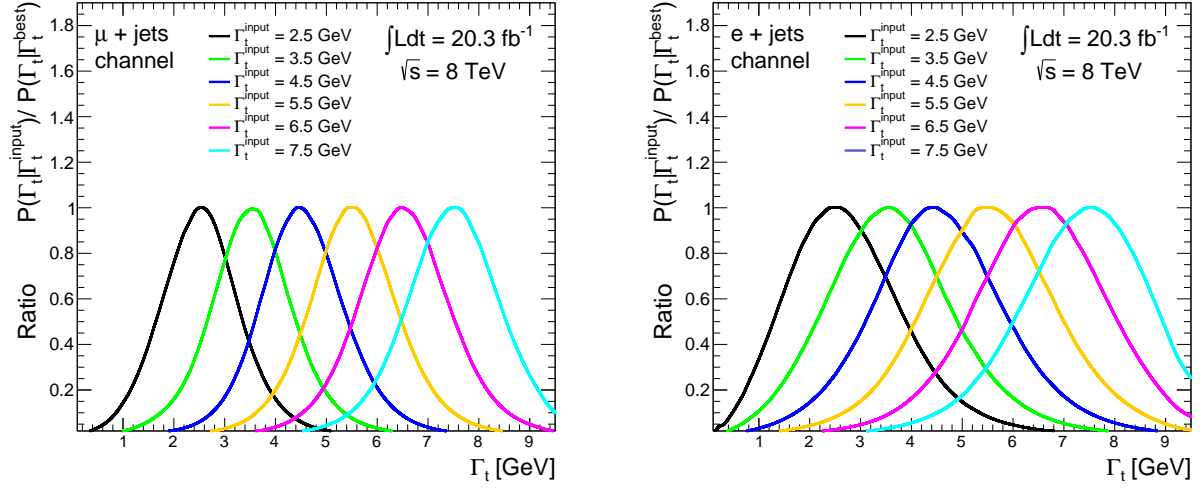 P(Γ_t|Γ_t^input)/ P(Γ_t|Γ_t^best)
Ratio
μ + jets
channel
Γ_t^input = 2.5 GeV
Γ_t^input = 3.5 GeV
Γ_t^input = 4.5 GeV
Γ_t^input = 5.5 GeV
Γ_t^input = 6.5 GeV
Γ_t^input = 7.5 GeV
∫Ldt = 20.3 fb⁻¹
√s = 8 TeV
1.8
1.6
1.4
1.2
1
0.8
0.6
0.4
0.2
1 2 3 4 5 6 7 8 9
Γ_t [GeV]
P(Γ_t|Γ_t^input)/ P(Γ_t|Γ_t^best)
Ratio
e + jets
channel
Γ_t^input = 2.5 GeV
Γ_t^input = 3.5 GeV
Γ_t^input = 4.5 GeV
Γ_t^input = 5.5 GeV
Γ_t^input = 6.5 GeV
Γ_t^input = 7.5 GeV
∫Ldt = 20.3 fb⁻¹
√s = 8 TeV
1.8
1.6
1.4
1.2
1
0.8
0.6
0.4
0.2
1 2 3 4 5 6 7 8 9
Γ_t [GeV]